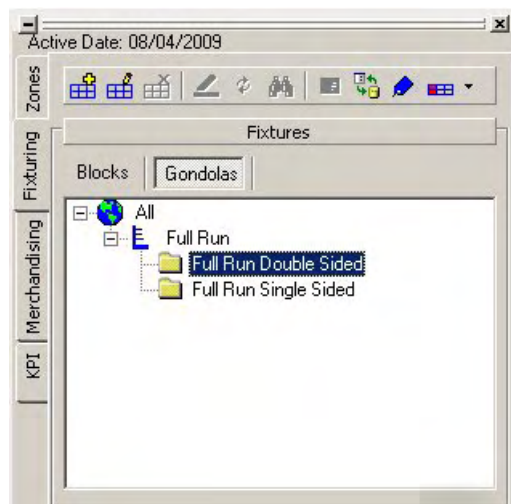 Active Date: 08/04/2009
Zones
Fixturing
Merchandising
KPI
Fixtures
Blocks Gondolas
All
Full Run
Full Run Double Sided
Full Run Single Sided